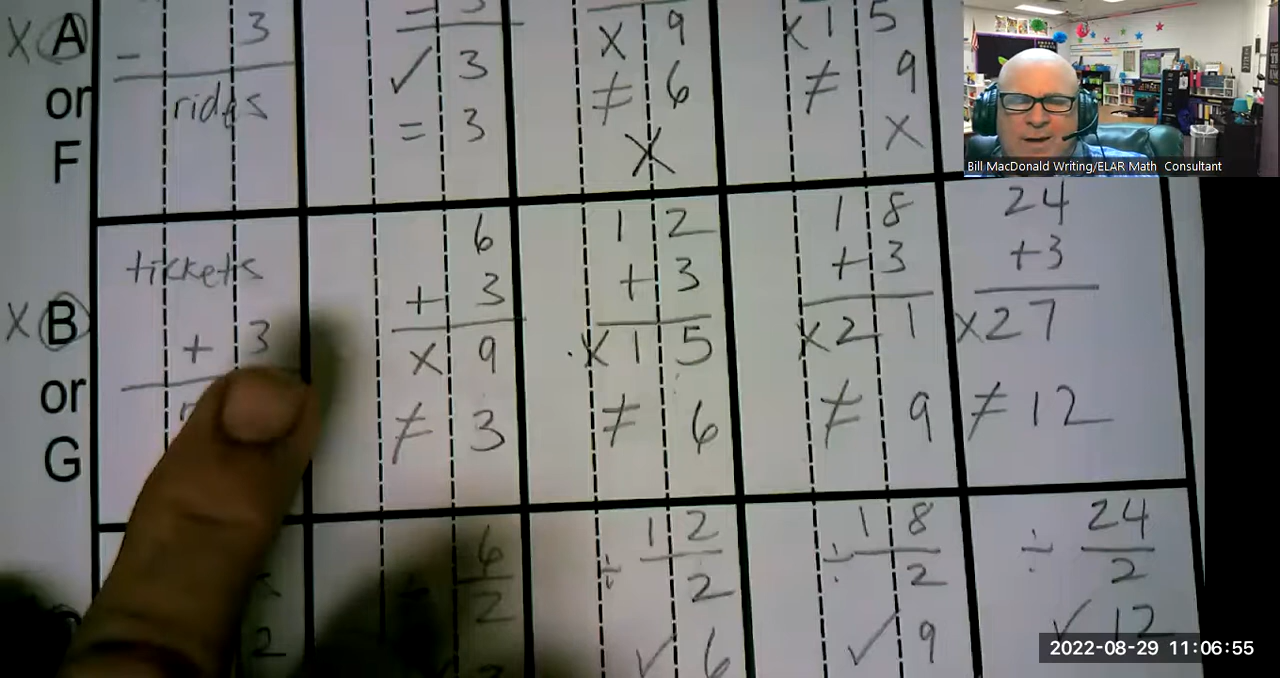 X A
or
F
3
-
rides
✓ 3
= 3
X 9
≠ 6
X
X 1 5
≠ 9
X
Bill MacDonald Writing/ELAR Math Consultant
X B
or
G
tickets
+ 3
6
+ 3
X 9
≠ 3
1 2
+ 3
X 1 5
≠ 6
1 8
+ 3
X 2 1
≠ 9
24
+3
X 27
≠ 12
2
6
2
÷ 1 2
2
✓ 6
÷ 1 8
2
✓ 9
÷ 24
2
✓ 12
2022-08-29 11:06:55